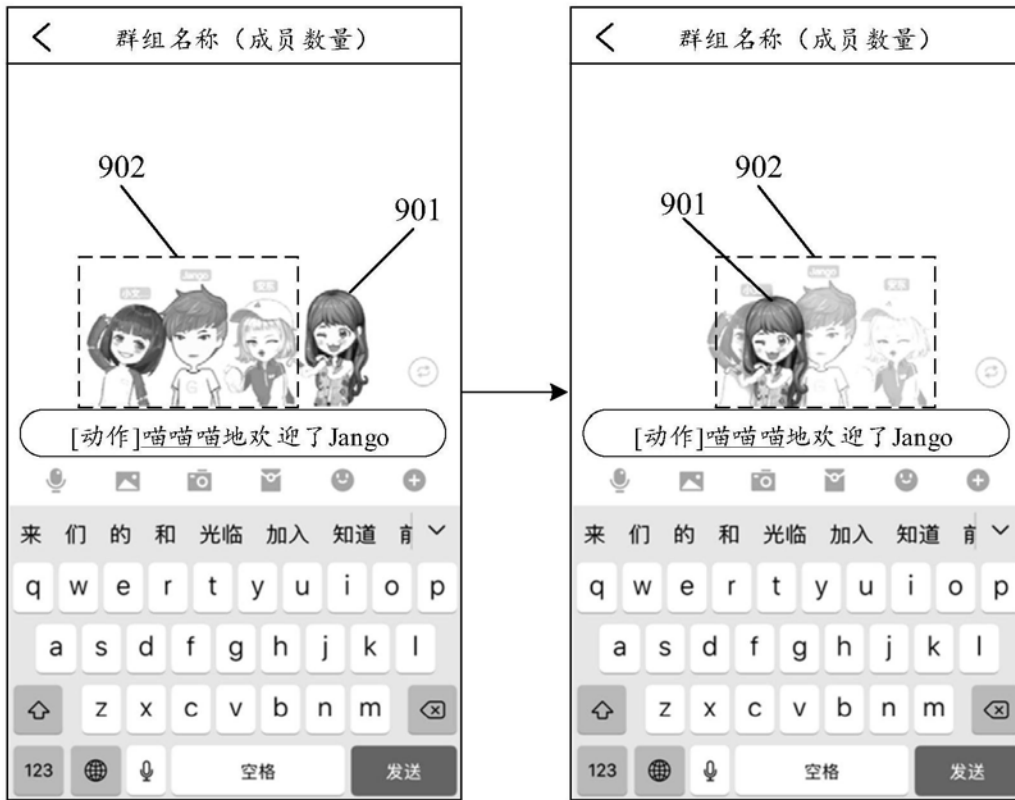 群组名称（成员数量）
902
901
Jango
小文...
安东
[动作]喵喵喵地欢迎了Jango
来 们 的 和 光临 加入 知道
q w e r t y u i o p
a s d f g h j k l
z x c v b n m
123 空格 发送
群组名称（成员数量）
902
901
Jango
[动作]喵喵喵地欢迎了Jango
来 们 的 和 光临 加入 知道
q w e r t y u i o p
a s d f g h j k l
z x c v b n m
123 空格 发送